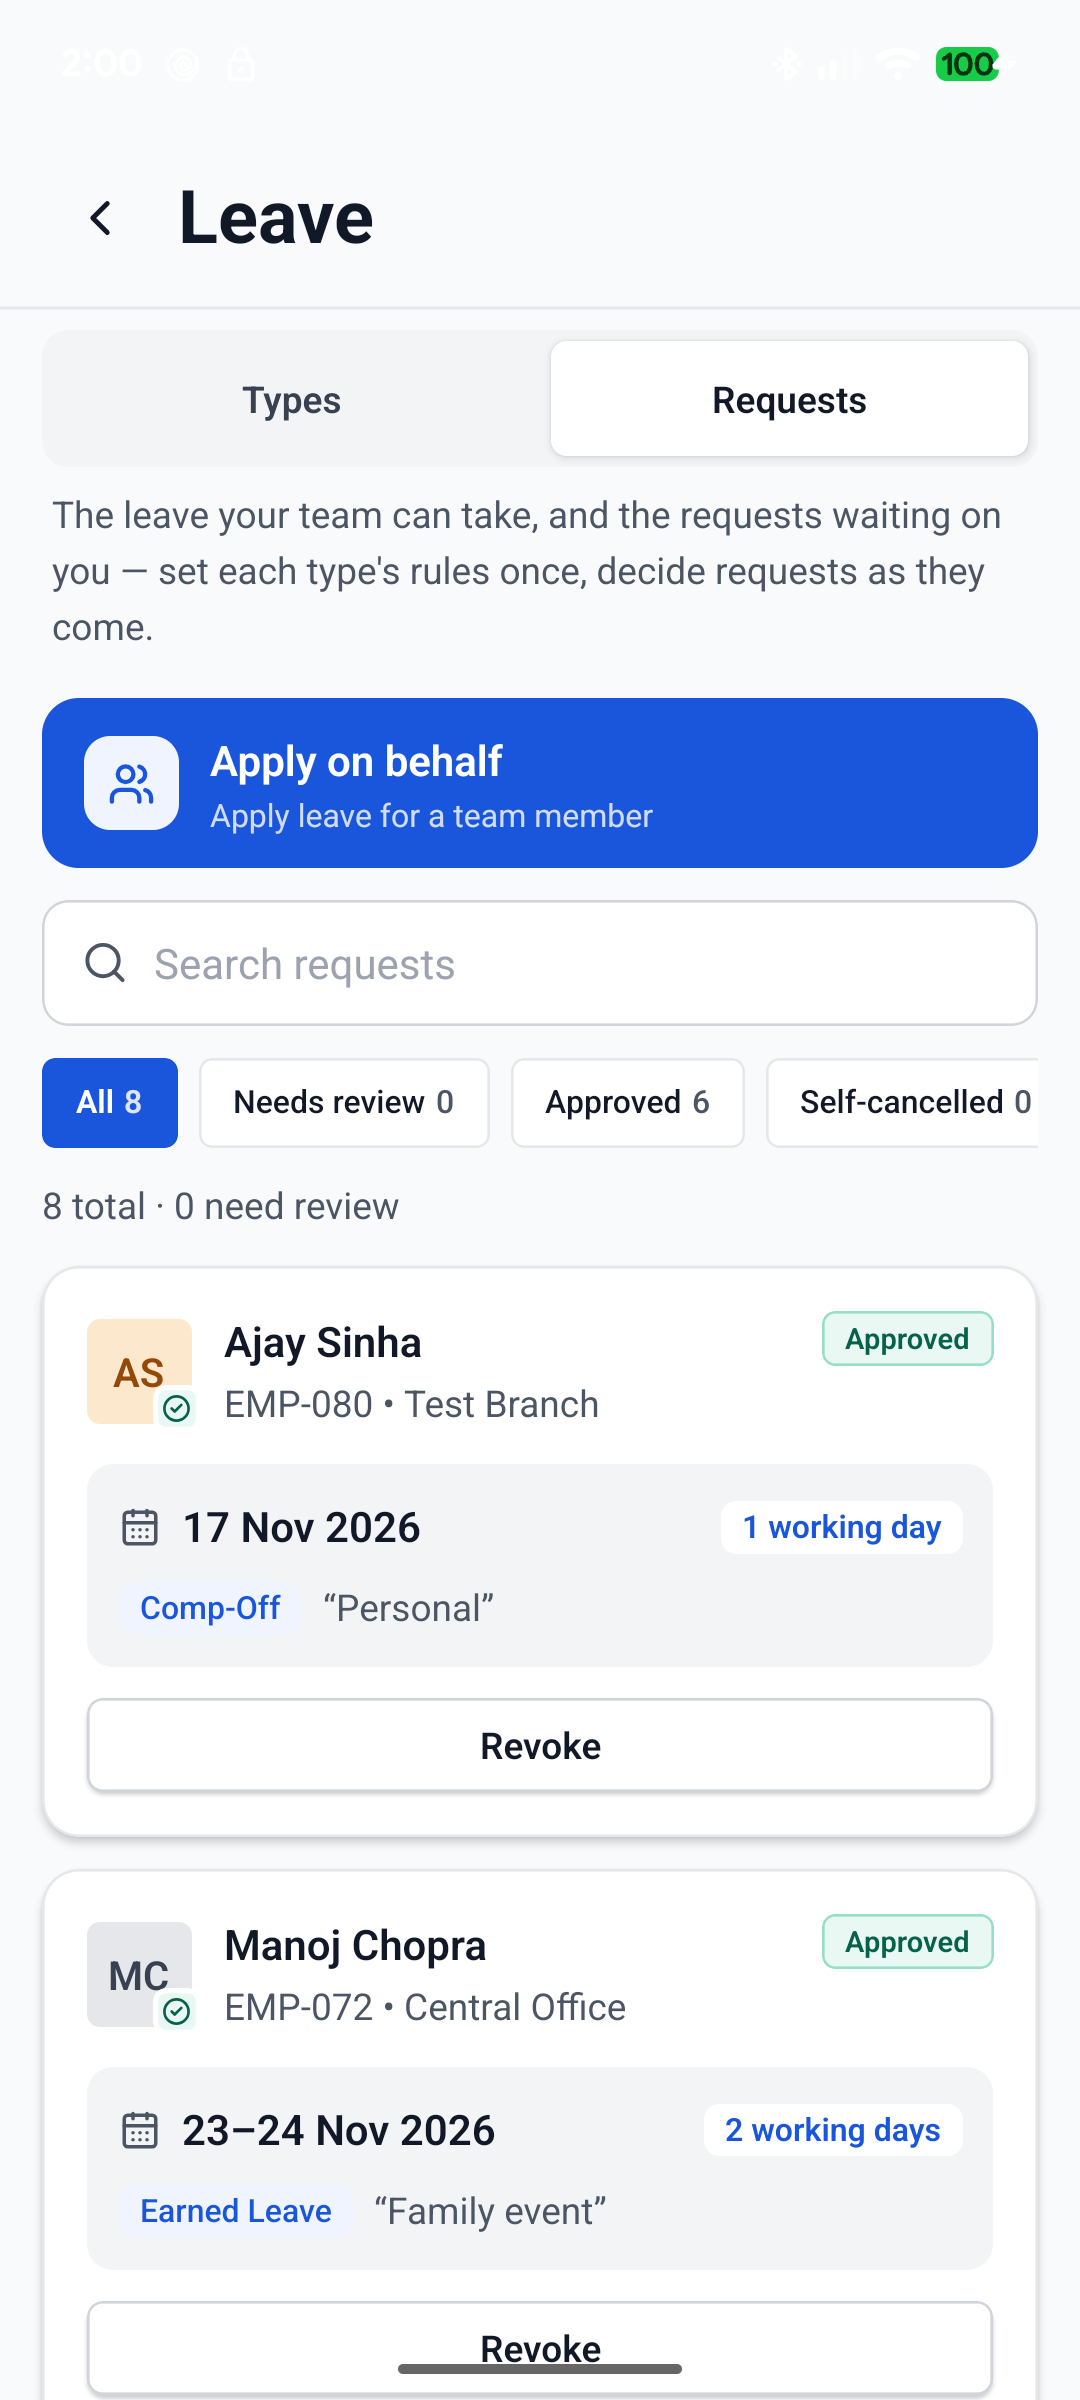 2:00
100
Leave
Types
Requests
The leave your team can take, and the requests waiting on
you — set each type's rules once, decide requests as they
come.
Apply on behalf
Apply leave for a team member
Search requests
All 8
Needs review 0
Approved 6
Self-cancelled 0
8 total · 0 need review
AS
Ajay Sinha
Approved
EMP-080 • Test Branch
17 Nov 2026
1 working day
Comp-Off
“Personal”
Revoke
MC
Manoj Chopra
Approved
EMP-072 • Central Office
23–24 Nov 2026
2 working days
Earned Leave
“Family event”
Revoke